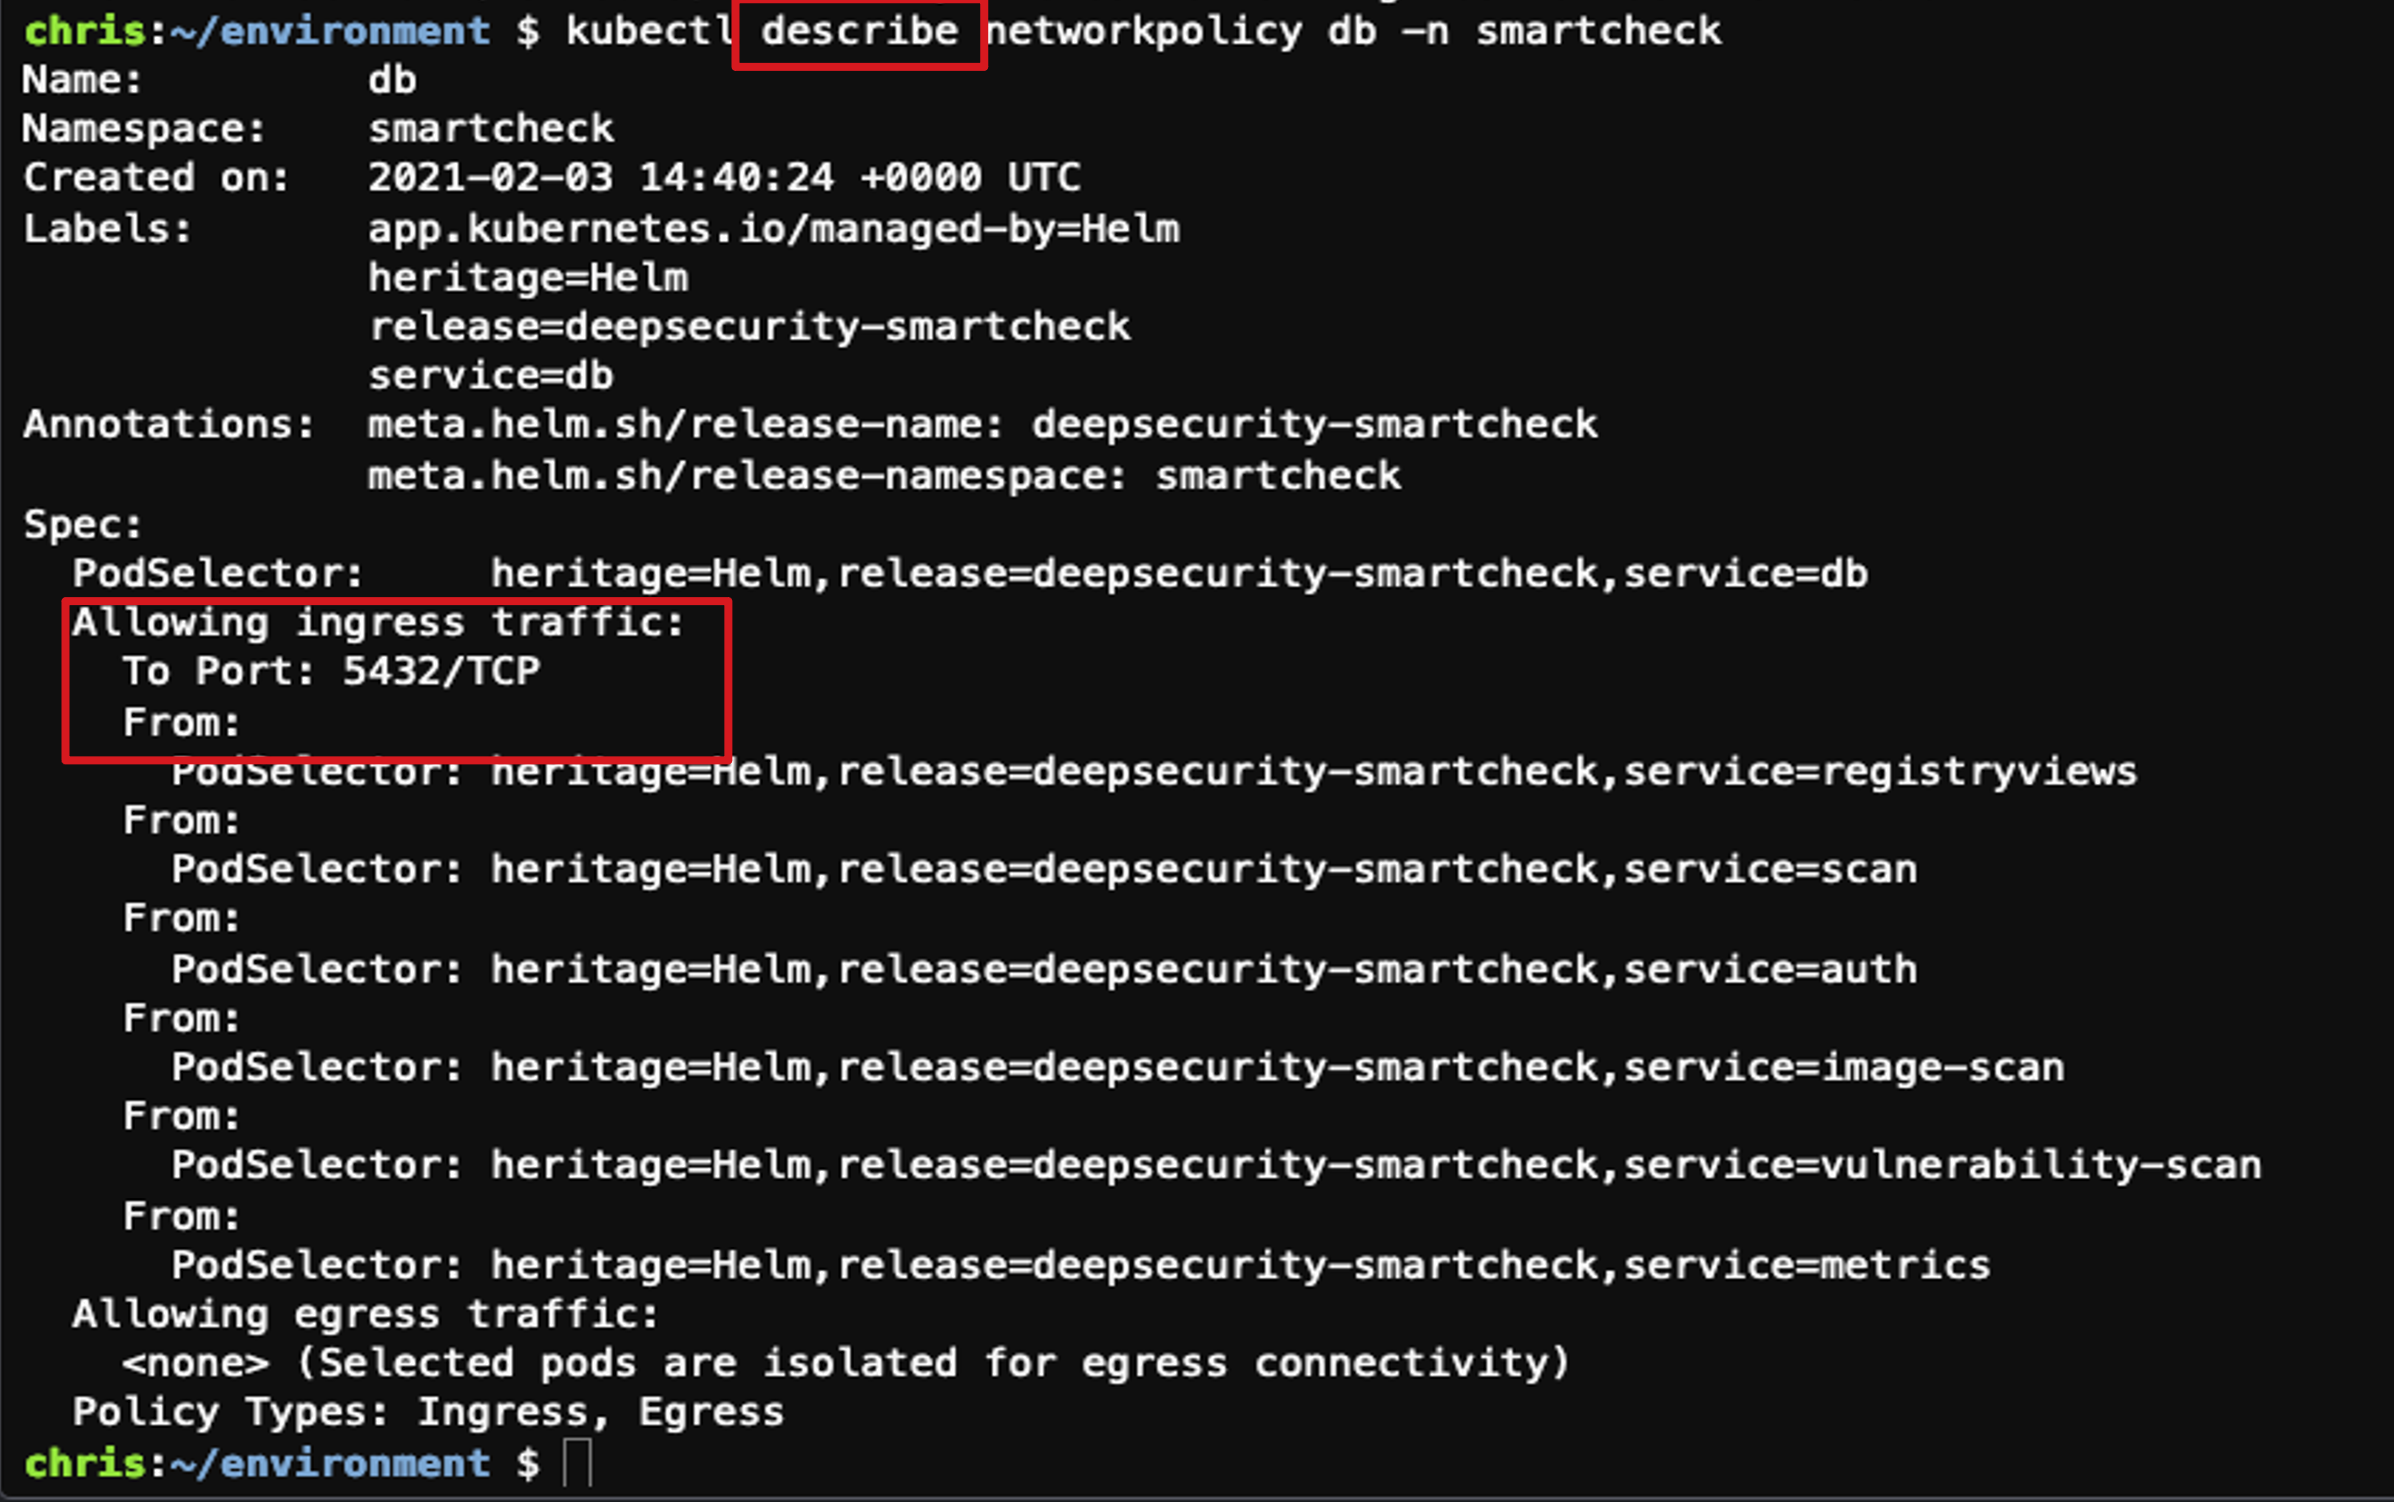 chris:~/environment $ kubectl describe networkpolicy db -n smartcheck
Name:         db
Namespace:    smartcheck
Created on:   2021-02-03 14:40:24 +0000 UTC
Labels:       app.kubernetes.io/managed-by=Helm
              heritage=Helm
              release=deepsecurity-smartcheck
              service=db
Annotations:  meta.helm.sh/release-name: deepsecurity-smartcheck
              meta.helm.sh/release-namespace: smartcheck
Spec:
  PodSelector:     heritage=Helm,release=deepsecurity-smartcheck,service=db
  Allowing ingress traffic:
    To Port: 5432/TCP
    From:
      PodSelector: heritage=Helm,release=deepsecurity-smartcheck,service=registryviews
    From:
      PodSelector: heritage=Helm,release=deepsecurity-smartcheck,service=scan
    From:
      PodSelector: heritage=Helm,release=deepsecurity-smartcheck,service=auth
    From:
      PodSelector: heritage=Helm,release=deepsecurity-smartcheck,service=image-scan
    From:
      PodSelector: heritage=Helm,release=deepsecurity-smartcheck,service=vulnerability-scan
    From:
      PodSelector: heritage=Helm,release=deepsecurity-smartcheck,service=metrics
  Allowing egress traffic:
    <none> (Selected pods are isolated for egress connectivity)
  Policy Types: Ingress, Egress
chris:~/environment $